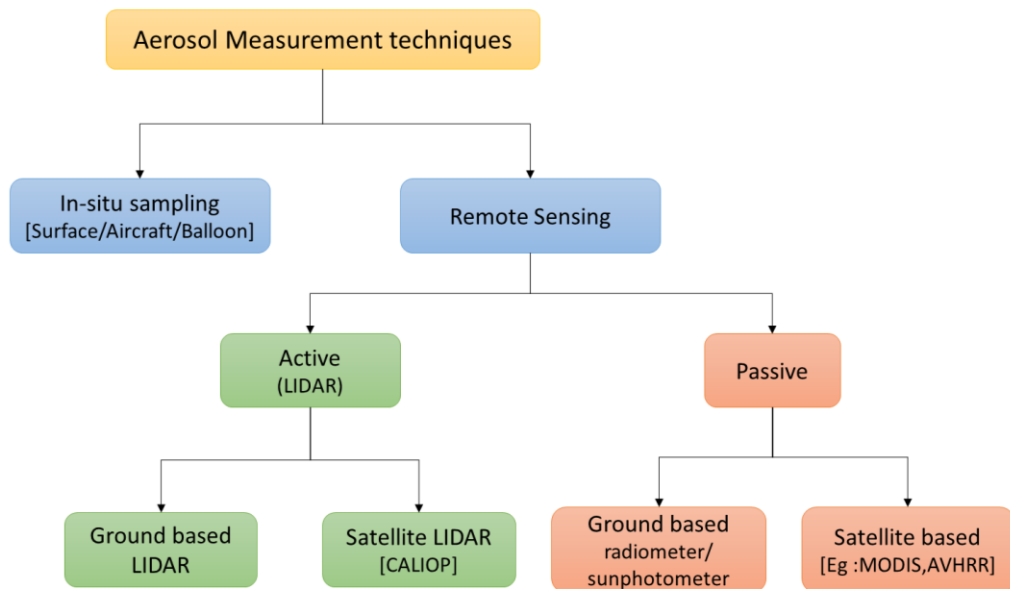 Aerosol Measurement techniques
In-situ sampling
[Surface/Aircraft/Balloon]
Remote Sensing
Active
(LIDAR)
Passive
Ground based
LIDAR
Satellite LIDAR
[CALIOP]
Ground based
radiometer/
sunphotometer
Satellite based
[Eg :MODIS,AVHRR]